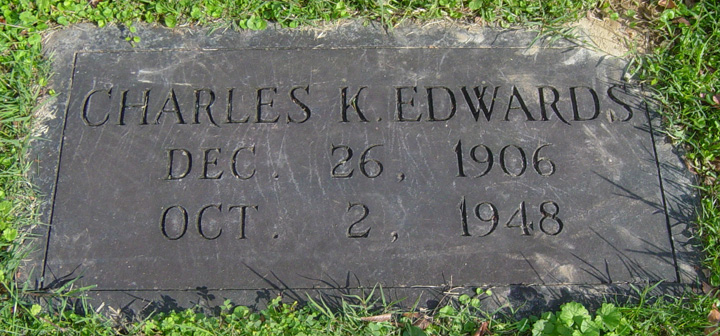 CHARLES K. EDWARDS
DEC. 26, 1906
OCT. 2, 1948